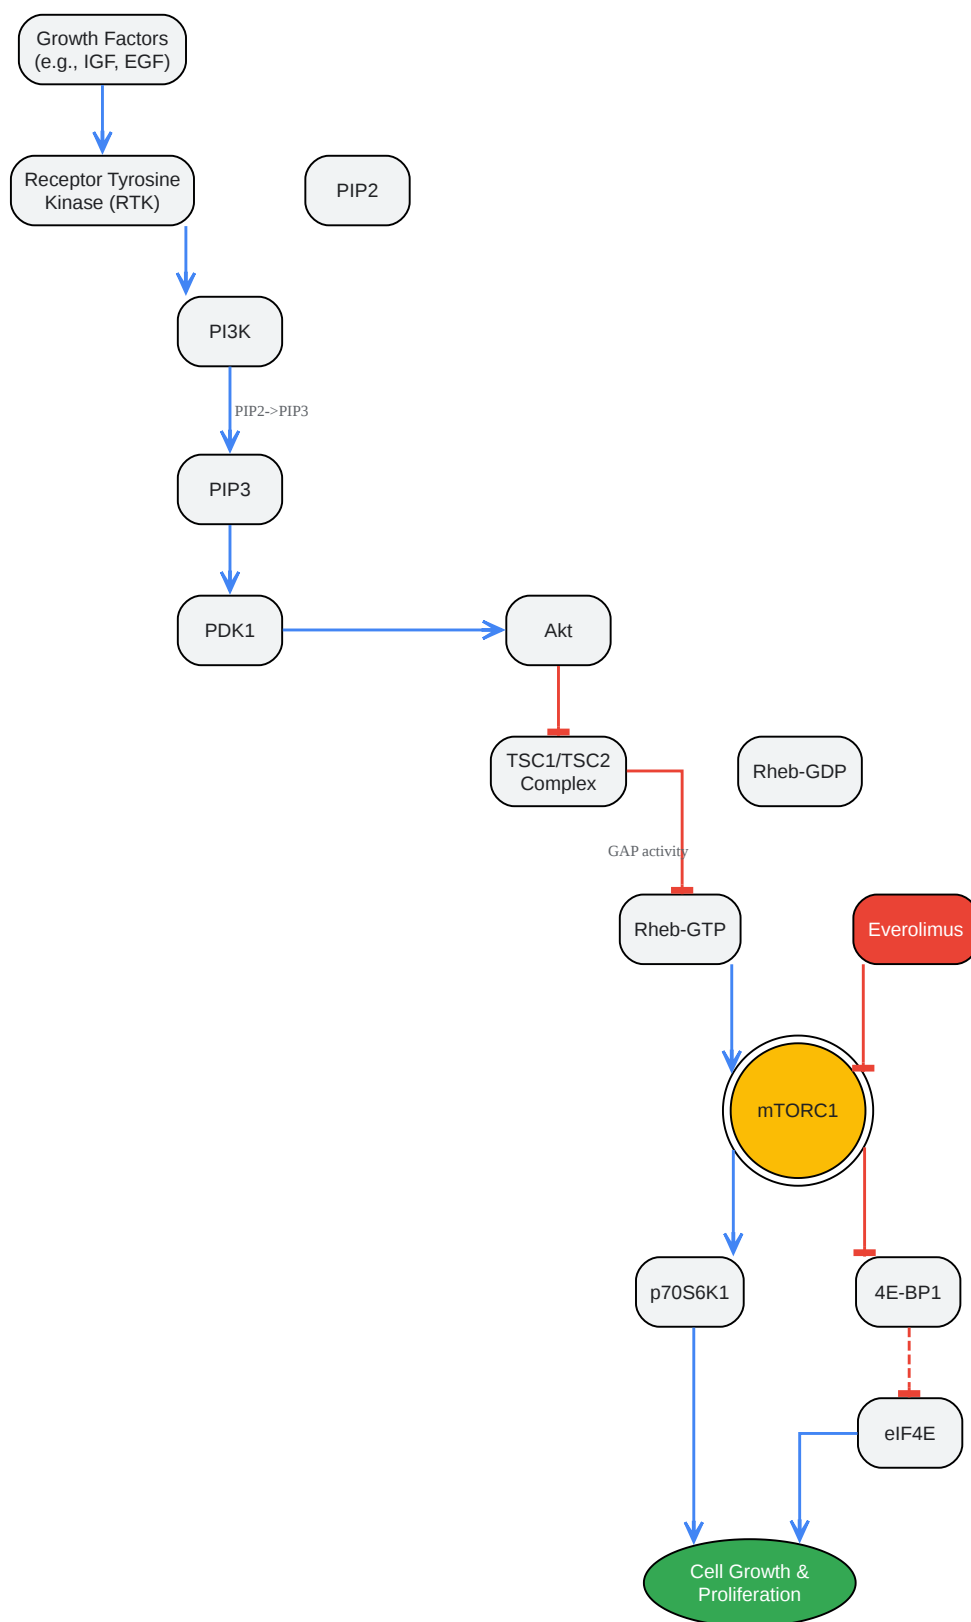 Growth Factors
(e.g., IGF, EGF)
Receptor Tyrosine
Kinase (RTK)
PIP2
PI3K
PIP2->PIP3
PIP3
PDK1
Akt
TSC1/TSC2
Complex
Rheb-GDP
GAP activity
Rheb-GTP
Everolimus
mTORC1
p70S6K1
4E-BP1
eIF4E
Cell Growth &
Proliferation